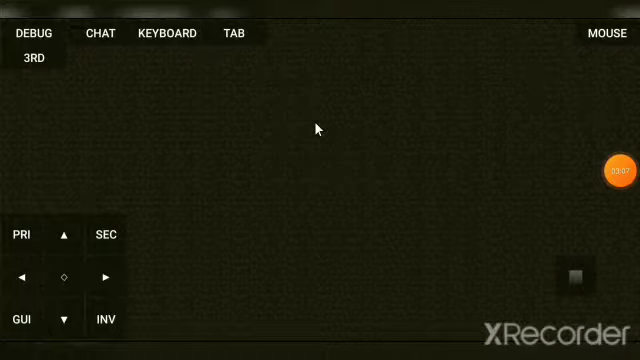 DEBUG CHAT KEYBOARD TAB MOUSE
3RD
03:07
PRI ▲ SEC
◄ ◇ ►
GUI ▼ INV
XRecorder